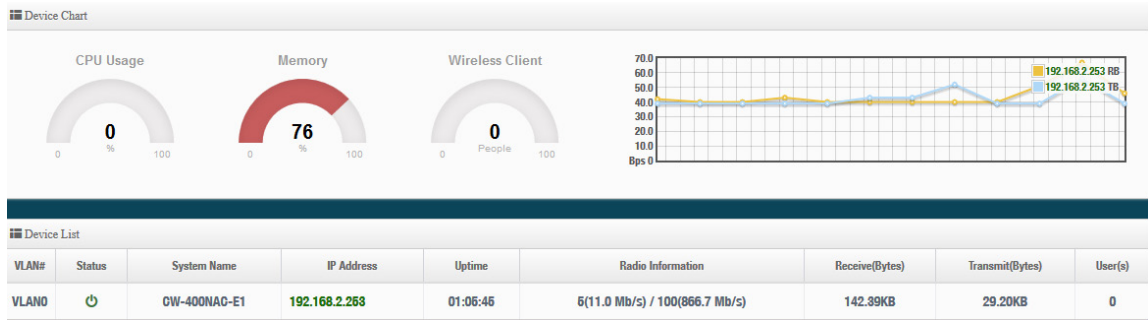 Device Chart
CPU Usage
0
%
0 100
Memory
76
%
0 100
Wireless Client
0
People
0 100
70.0
60.0
50.0
40.0
30.0
20.0
10.0
Bps 0
192.168.2.253 RB
192.168.2.253 TB
Device List
VLAN# Status System Name IP Address Uptime Radio Information Receive(Bytes) Transmit(Bytes) User(s)
VLAN0 CW-400NAC-E1 192.168.2.253 01:05:45 6(11.0 Mb/s) / 100(866.7 Mb/s) 142.39KB 29.20KB 0